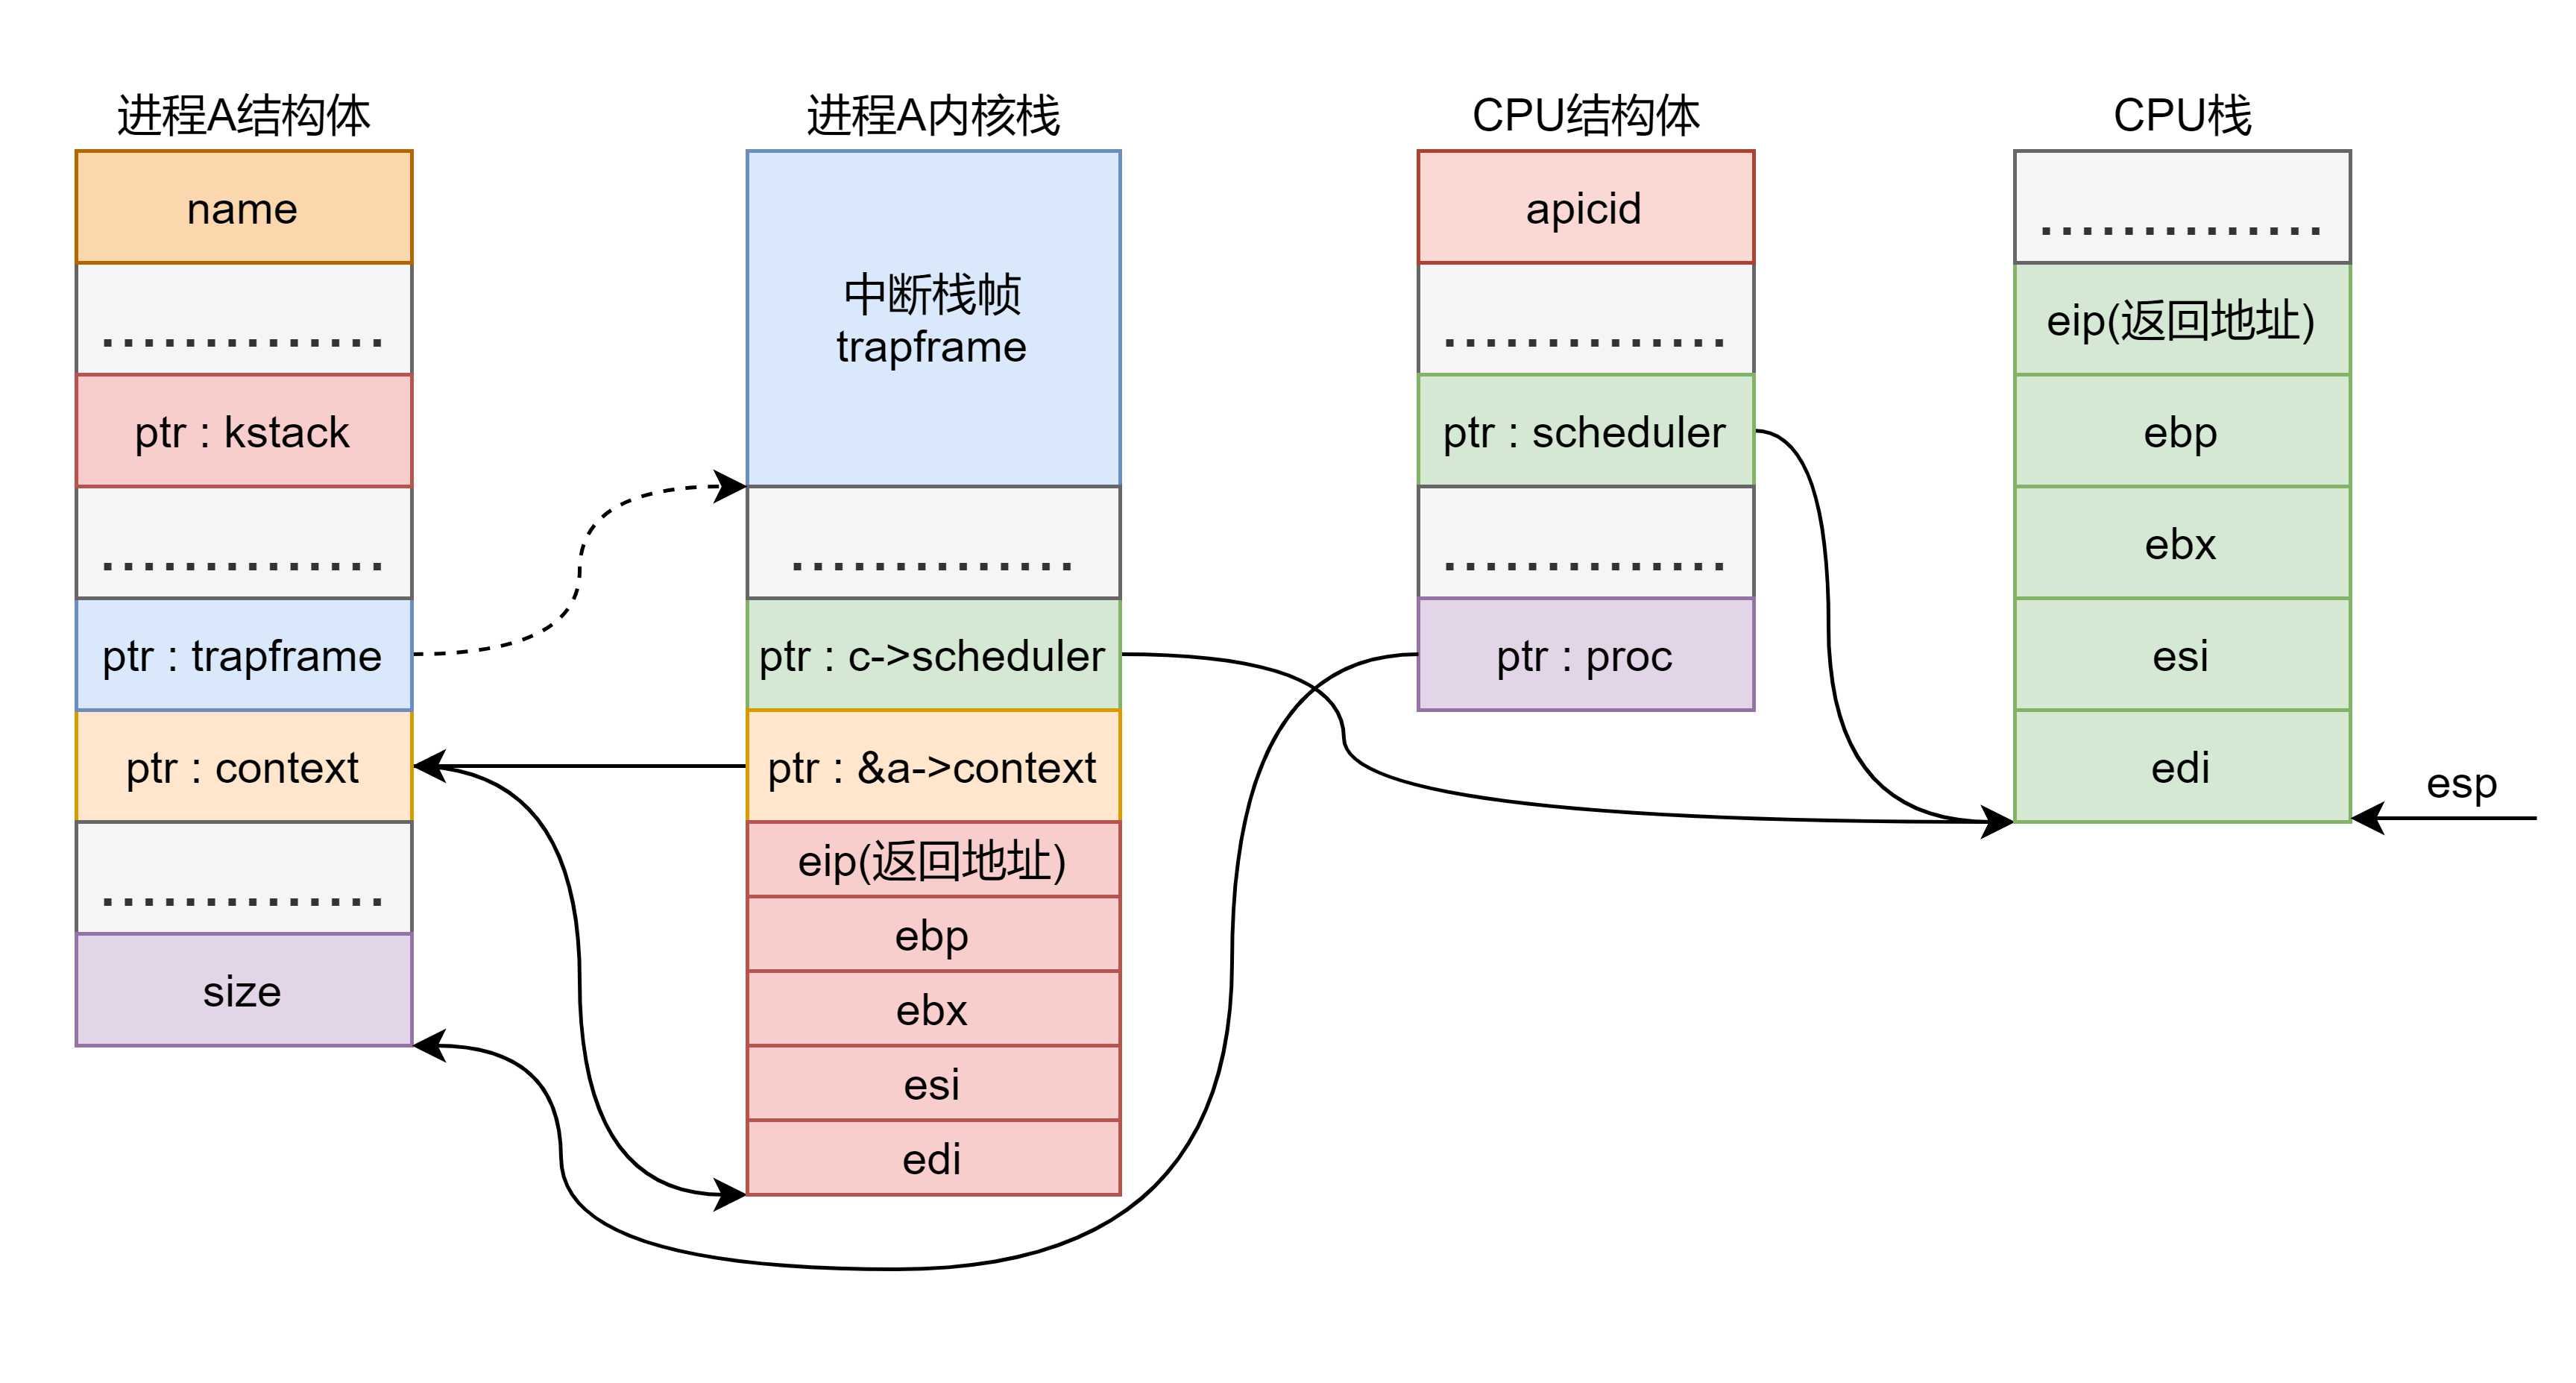 进程A结构体
name
..............
ptr : kstack
..............
ptr : trapframe
ptr : context
..............
size
进程A内核栈
中断栈帧
trapframe
..............
ptr : c->scheduler
ptr : &a->context
eip(返回地址)
ebp
ebx
esi
edi
CPU结构体
apicid
..............
ptr : scheduler
..............
ptr : proc
CPU栈
..............
eip(返回地址)
ebp
ebx
esi
edi
esp